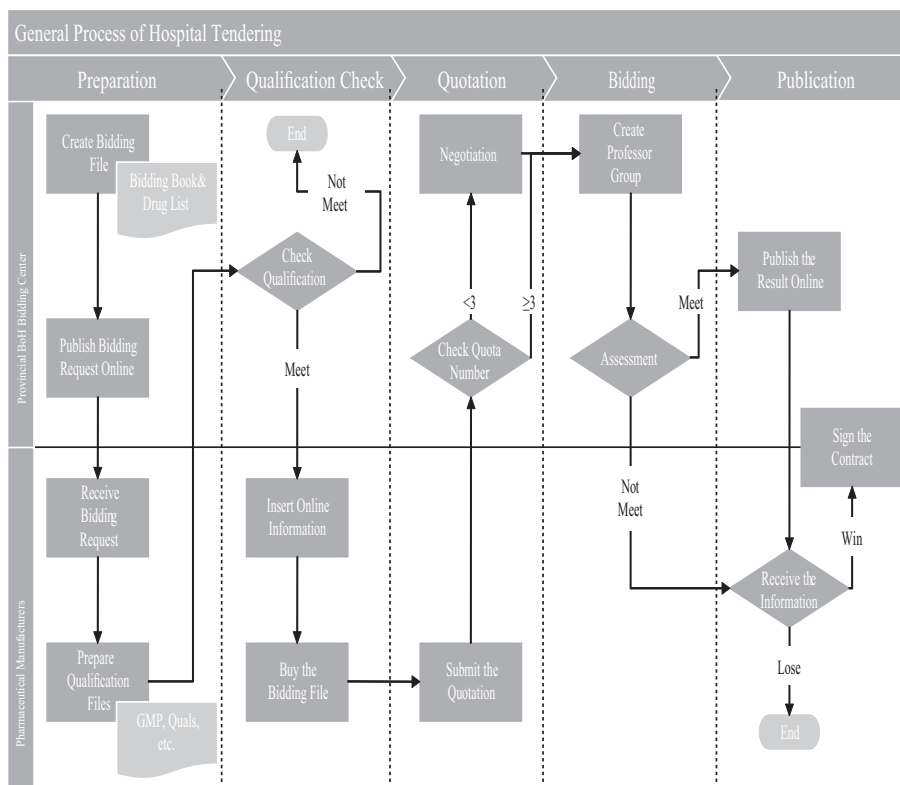 General Process of Hospital Tendering
Preparation
Qualification Check
Quotation
Bidding
Publication
Provincial BoH Bidding Center
Create Bidding
File
Bidding Book&
Drug List
Publish Bidding
Request Online
End
Not
Meet
Check
Qualification
Meet
Negotiation
<3
≥3
Check Quota
Number
Create
Professor
Group
Assessment
Meet
Not
Meet
Publish the
Result Online
Sign the
Contract
Pharmaceutical Manufacturers
Receive
Bidding
Request
Prepare
Qualification
Files
GMP, Quals,
etc.
Insert Online
Information
Buy the
Bidding File
Submit the
Quotation
Win
Receive the
Information
Lose
End